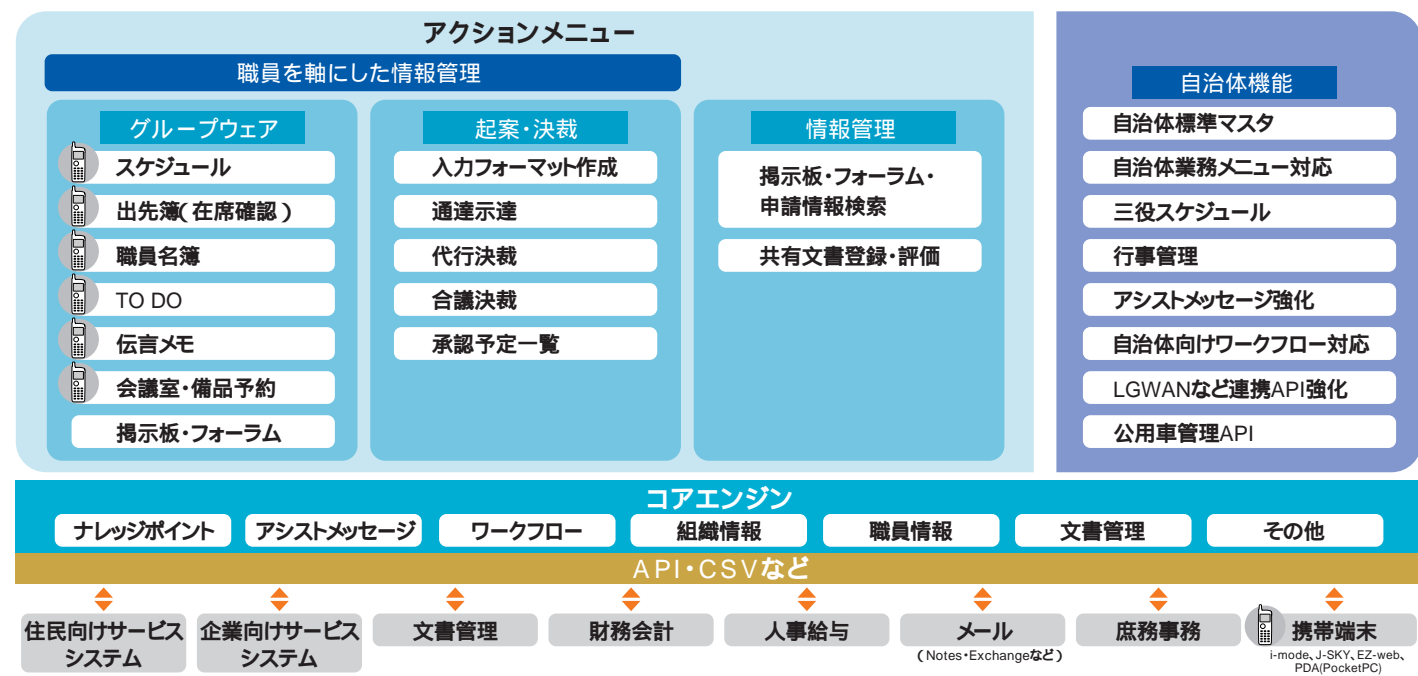 アクションメニュー
職員を軸にした情報管理
グループウェア
スケジュール
出先簿(在席確認)
職員名簿
TO DO
伝言メモ
会議室・備品予約
掲示板・フォーラム
起案・決裁
入力フォーマット作成
通達示達
代行決裁
合議決裁
承認予定一覧
情報管理
掲示板・フォーラム・
申請情報検索
共有文書登録・評価
自治体機能
自治体標準マスタ
自治体業務メニュー対応
三役スケジュール
行事管理
アシストメッセージ強化
自治体向けワークフロー対応
LGWANなど連携API強化
公用車管理API
コアエンジン
ナレッジポイント
アシストメッセージ
ワークフロー
組織情報
職員情報
文書管理
その他
API・CSVなど
住民向けサービス
システム
企業向けサービス
システム
文書管理
財務会計
人事給与
メール
(Notes・Exchangeなど)
庶務事務
携帯端末
i-mode、J-SKY、EZ-web、
PDA(PocketPC)